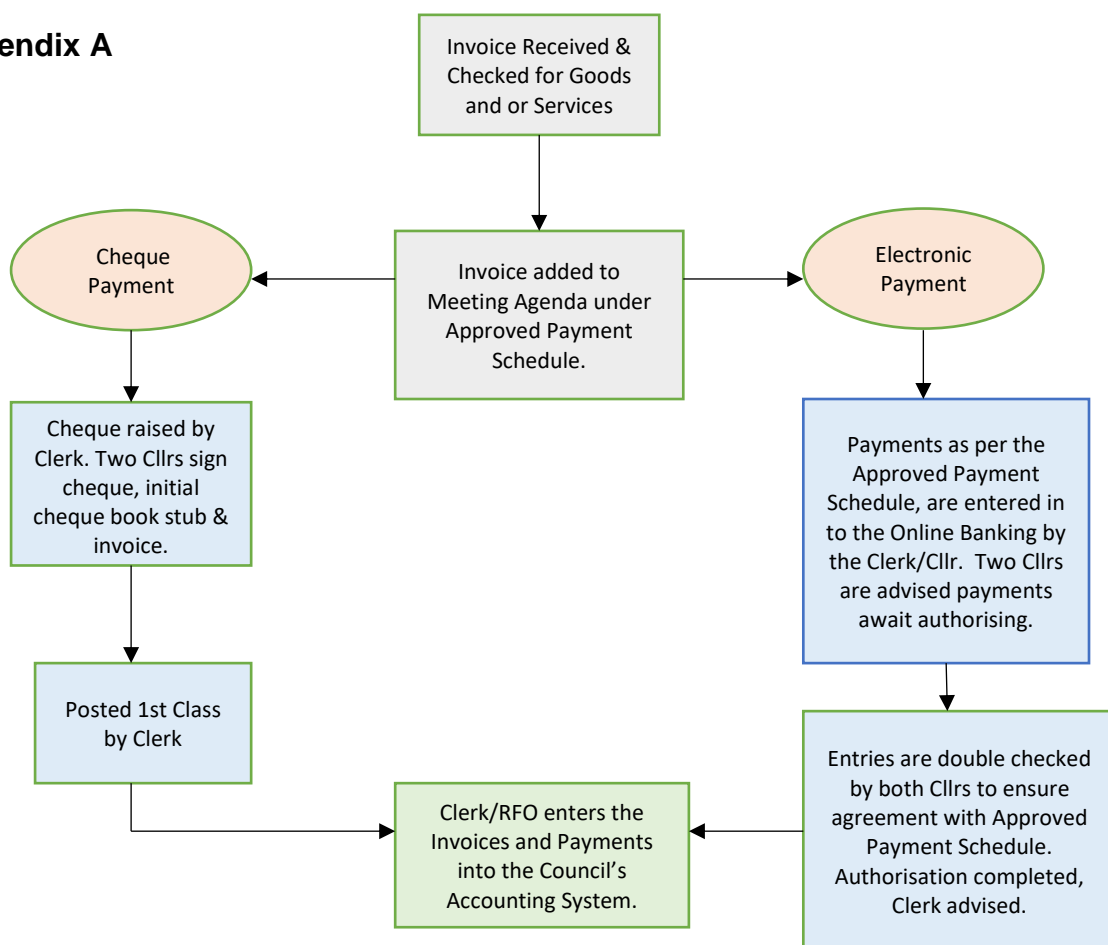 endix A
Invoice Received &
Checked for Goods
and or Services
Cheque
Payment
Invoice added to
Meeting Agenda under
Approved Payment
Schedule.
Electronic
Payment
Cheque raised by
Clerk. Two Cllrs sign
cheque, initial
cheque book stub &
invoice.
Payments as per the
Approved Payment
Schedule, are entered in
to the Online Banking by
the Clerk/Cllr.  Two Cllrs
are advised payments
await authorising.
Posted 1st Class
by Clerk
Entries are double checked
by both Cllrs to ensure
agreement with Approved
Payment Schedule.
Authorisation completed,
Clerk advised.
Clerk/RFO enters the
Invoices and Payments
into the Council’s
Accounting System.